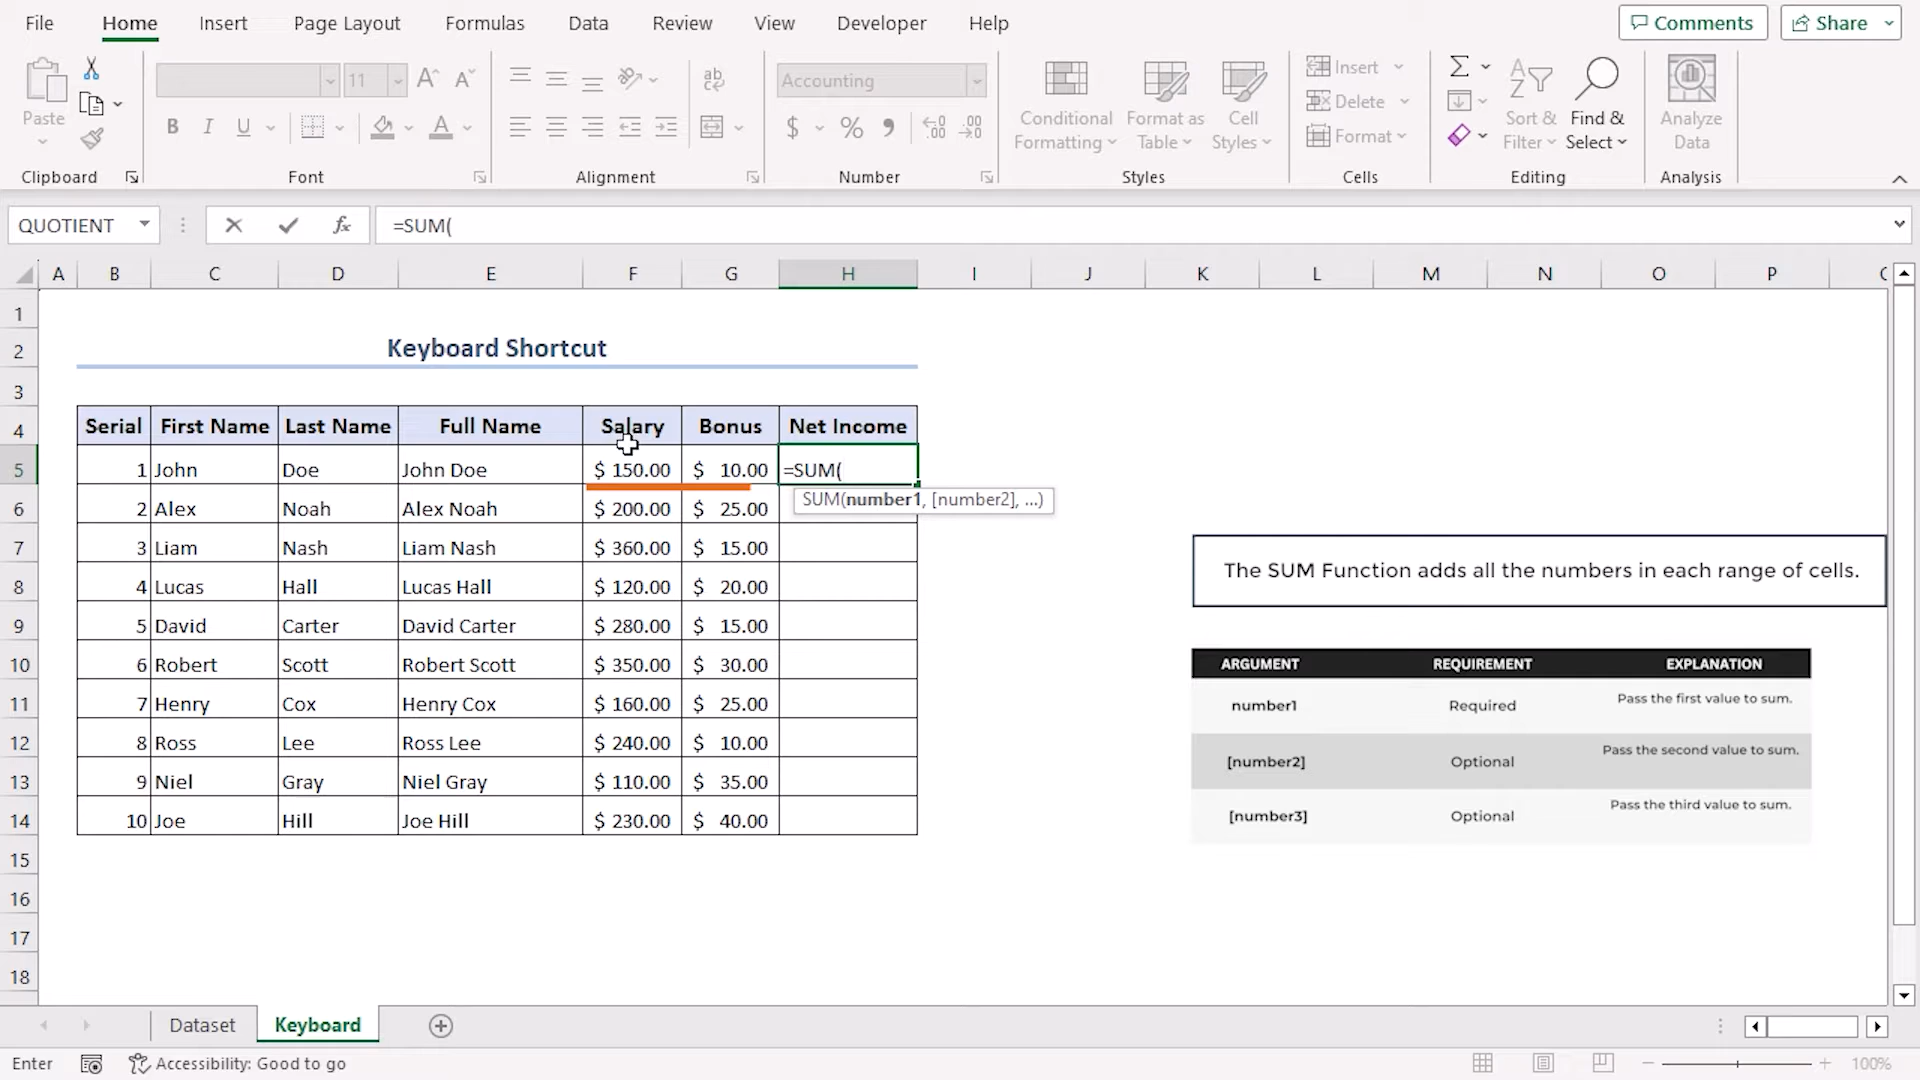 File Home Insert Page Layout Formulas Data Review View Developer Help Comments Share
11 A A ab Accounting Insert Σ A Z
Paste Conditional Format as Cell Delete Sort & Find & Analyze
B I U A $ % 9 .00 .00 Formatting Table Styles Format Filter Select Data
Clipboard Font Alignment Number Styles Cells Editing Analysis
QUOTIENT fx =SUM(
A B C D E F G H I J K L M N O P
1
2 Keyboard Shortcut
3
4 Serial First Name Last Name Full Name Salary Bonus Net Income
5 1 John Doe John Doe $ 150.00 $ 10.00 =SUM(
SUM(number1, [number2], ...)
6 2 Alex Noah Alex Noah $ 200.00 $ 25.00
7 3 Liam Nash Liam Nash $ 360.00 $ 15.00
The SUM Function adds all the numbers in each range of cells.
8 4 Lucas Hall Lucas Hall $ 120.00 $ 20.00
9 5 David Carter David Carter $ 280.00 $ 15.00
10 6 Robert Scott Robert Scott $ 350.00 $ 30.00
ARGUMENT REQUIREMENT EXPLANATION
11 7 Henry Cox Henry Cox $ 160.00 $ 25.00
number1 Required Pass the first value to sum.
12 8 Ross Lee Ross Lee $ 240.00 $ 10.00
[number2] Optional Pass the second value to sum.
13 9 Niel Gray Niel Gray $ 110.00 $ 35.00
[number3] Optional Pass the third value to sum.
14 10 Joe Hill Joe Hill $ 230.00 $ 40.00
15
16
17
18
Dataset Keyboard
Enter Accessibility: Good to go 100%